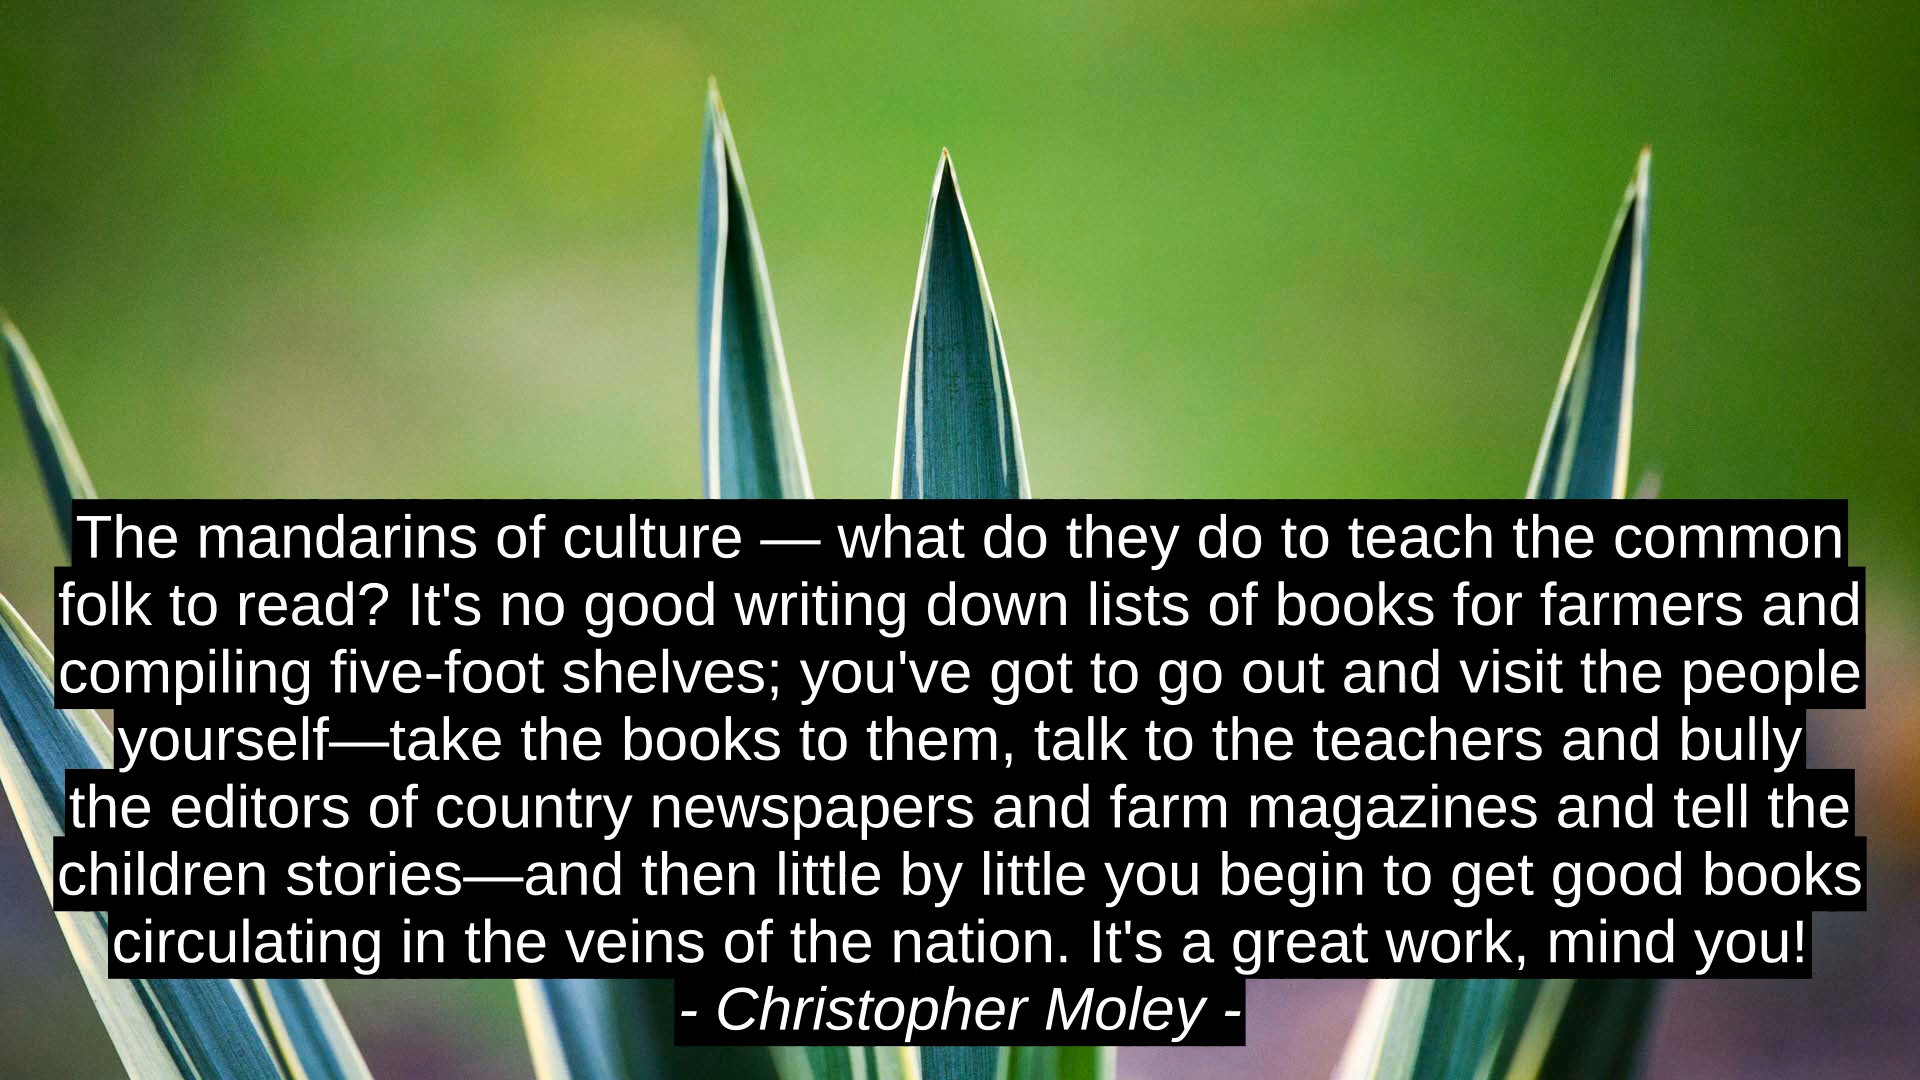 The mandarins of culture — what do they do to teach the common
folk to read? It's no good writing down lists of books for farmers and
compiling five-foot shelves; you've got to go out and visit the people
yourself—take the books to them, talk to the teachers and bully
the editors of country newspapers and farm magazines and tell the
children stories—and then little by little you begin to get good books
circulating in the veins of the nation. It's a great work, mind you!
- Christopher Moley -